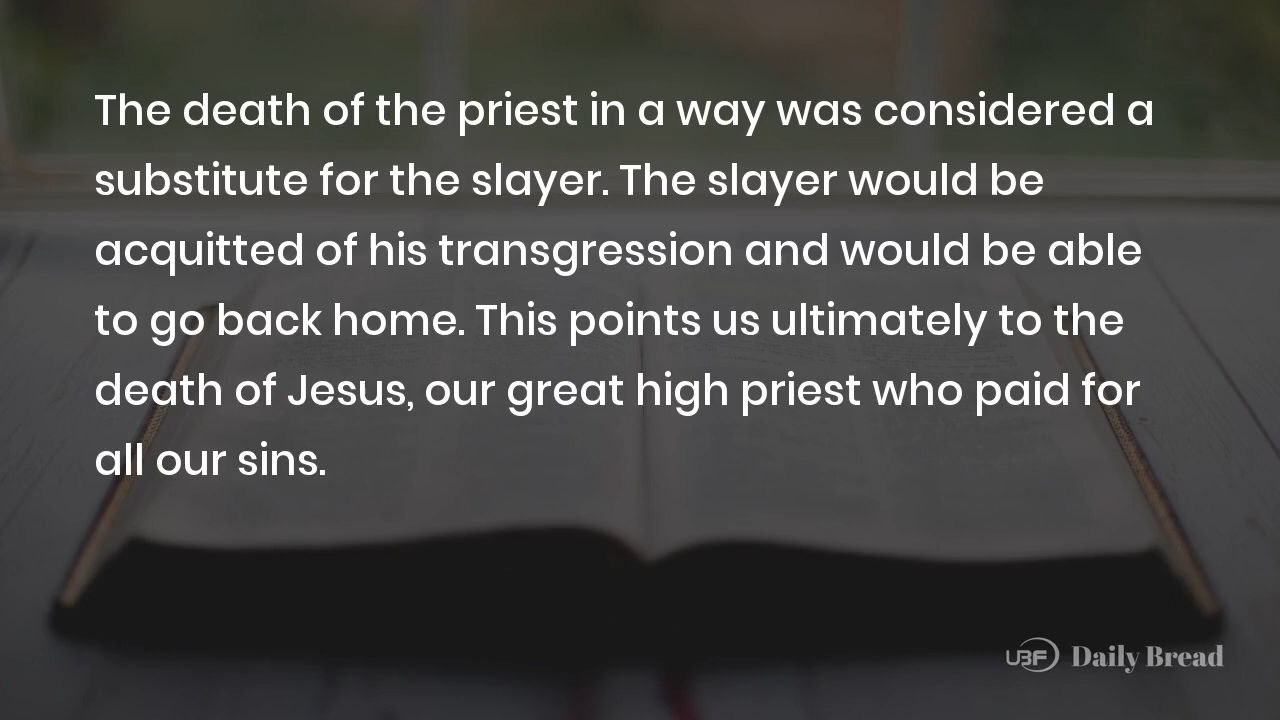 The death of the priest in a way was considered a
substitute for the slayer. The slayer would be
acquitted of his transgression and would be able
to go back home. This points us ultimately to the
death of Jesus, our great high priest who paid for
all our sins.
UBF Daily Bread